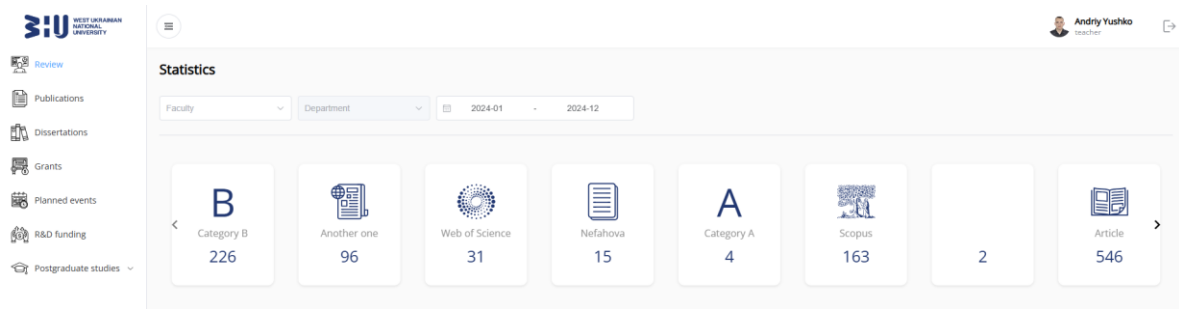 WEST UKRAINIAN
NATIONAL
UNIVERSITY
Andriy Yushko
teacher
Review
Publications
Dissertations
Grants
Planned events
R&D funding
Postgraduate studies
Statistics
Faculty
Department
2024-01 - 2024-12
B
Category B
226
Another one
96
Web of Science
31
Nefahova
15
A
Category A
4
Scopus
163
2
Article
546